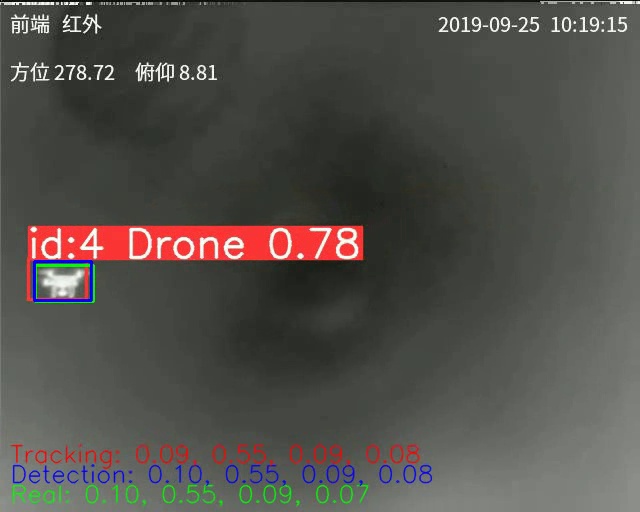 前端 红外 2019-09-25 10:19:15
方位 278.72 俯仰 8.81
id:4 Drone 0.78
Tracking: 0.09, 0.55, 0.09, 0.08
Detection: 0.10, 0.55, 0.09, 0.08
Real: 0.10, 0.55, 0.09, 0.07